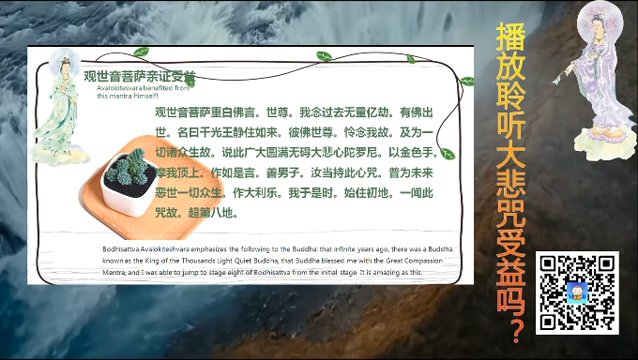 观世音菩萨亲证受益
Avalokitesvara benefited from
this mantra himself!
观世音菩萨重白佛言。世尊。我念过去无量亿劫。有佛出
世。名曰千光王静住如来。彼佛世尊。怜念我故。及为一
切诸众生故。说此广大圆满无碍大悲心陀罗尼。以金色手。
摩我顶上。作如是言。善男子。汝当持此心咒。普为未来
恶世一切众生。作大利乐。我于是时。始住初地。一闻此
咒故。超第八地。
Bodhisattva Avalokiteshvara emphasizes the following to the Buddha: that infinite years ago, there was a Buddha
known as the King of the Thousands Light Quiet Buddha, that Buddha blessed me with the Great Compassion
Mantra, and I was able to jump to stage eight of Bodhisattva from the initial stage. It is amazing as this.
播放聆听大悲咒受益吗？